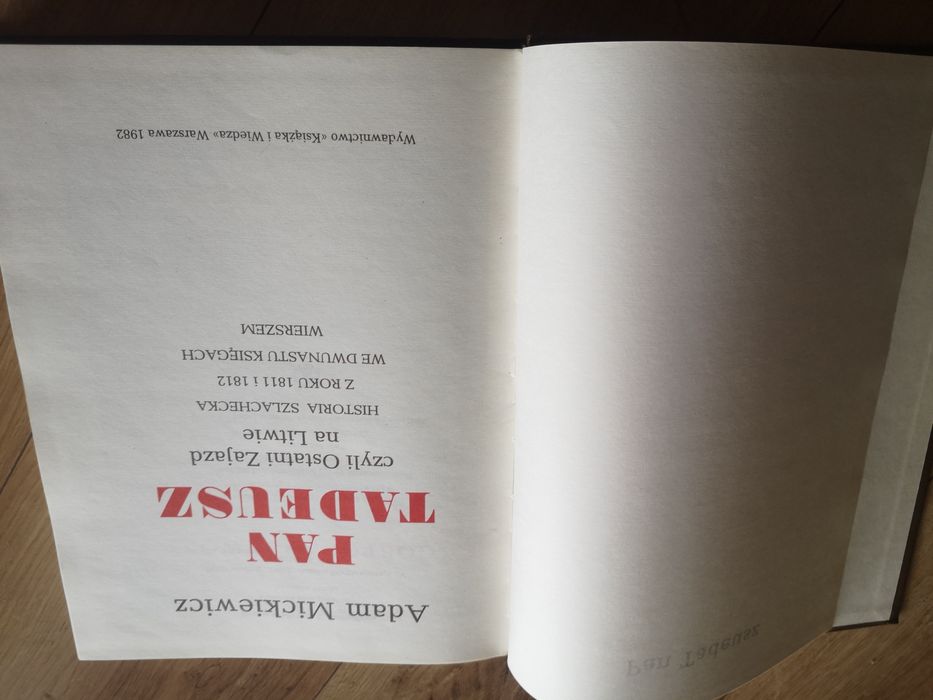 Adam Mickiewicz
PAN
TADEUSZ
czyli Ostatni Zajazd
na Litwie
HISTORIA SZLACHECKA
Z ROKU 1811 i 1812
WE DWUNASTU KSIĘGACH
WIERSZEM
Wydawnictwo «Książka i Wiedza» Warszawa 1982
Pan Tadeusz